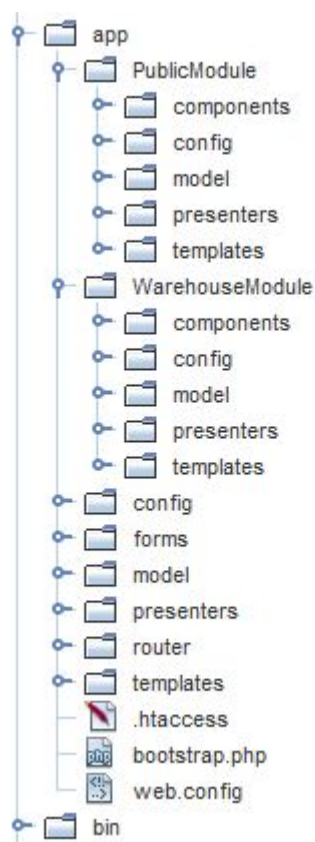 app
PublicModule
components
config
model
presenters
templates
WarehouseModule
components
config
model
presenters
templates
config
forms
model
presenters
router
templates
.htaccess
php
bootstrap.php
web.config
bin